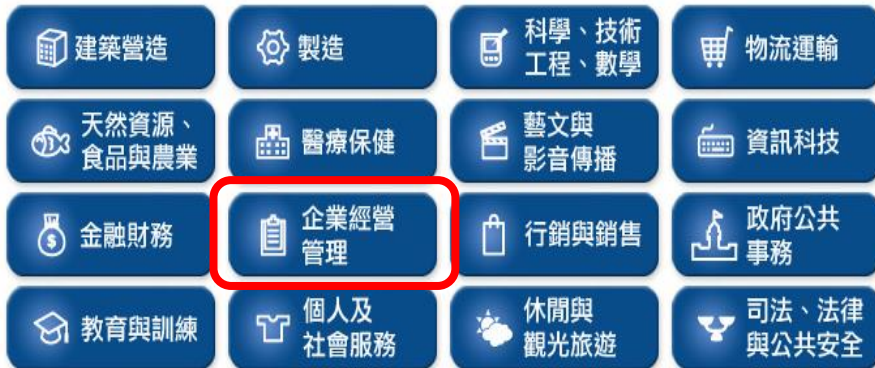 建築營造
製造
科學、技術
工程、數學
物流運輸
天然資源、
食品與農業
醫療保健
藝文與
影音傳播
資訊科技
金融財務
企業經營
管理
行銷與銷售
政府公共
事務
教育與訓練
個人及
社會服務
休閒與
觀光旅遊
司法、法律
與公共安全